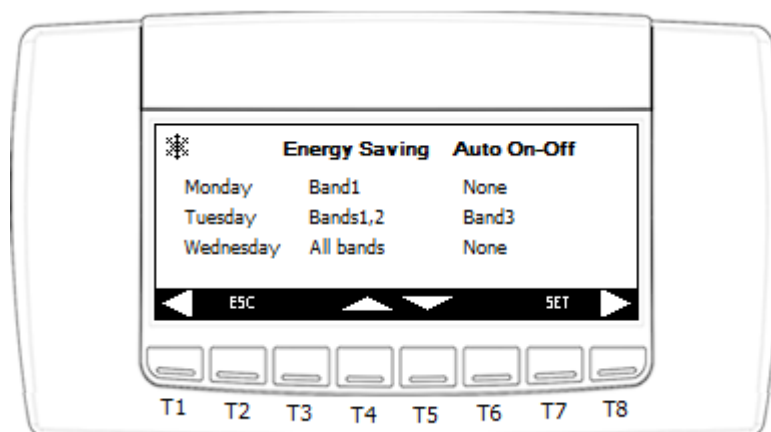 Energy Saving Auto On-Off
Monday Band1 None
Tuesday Bands1,2 Band3
Wednesday All bands None
ESC SET
T1 T2 T3 T4 T5 T6 T7 T8